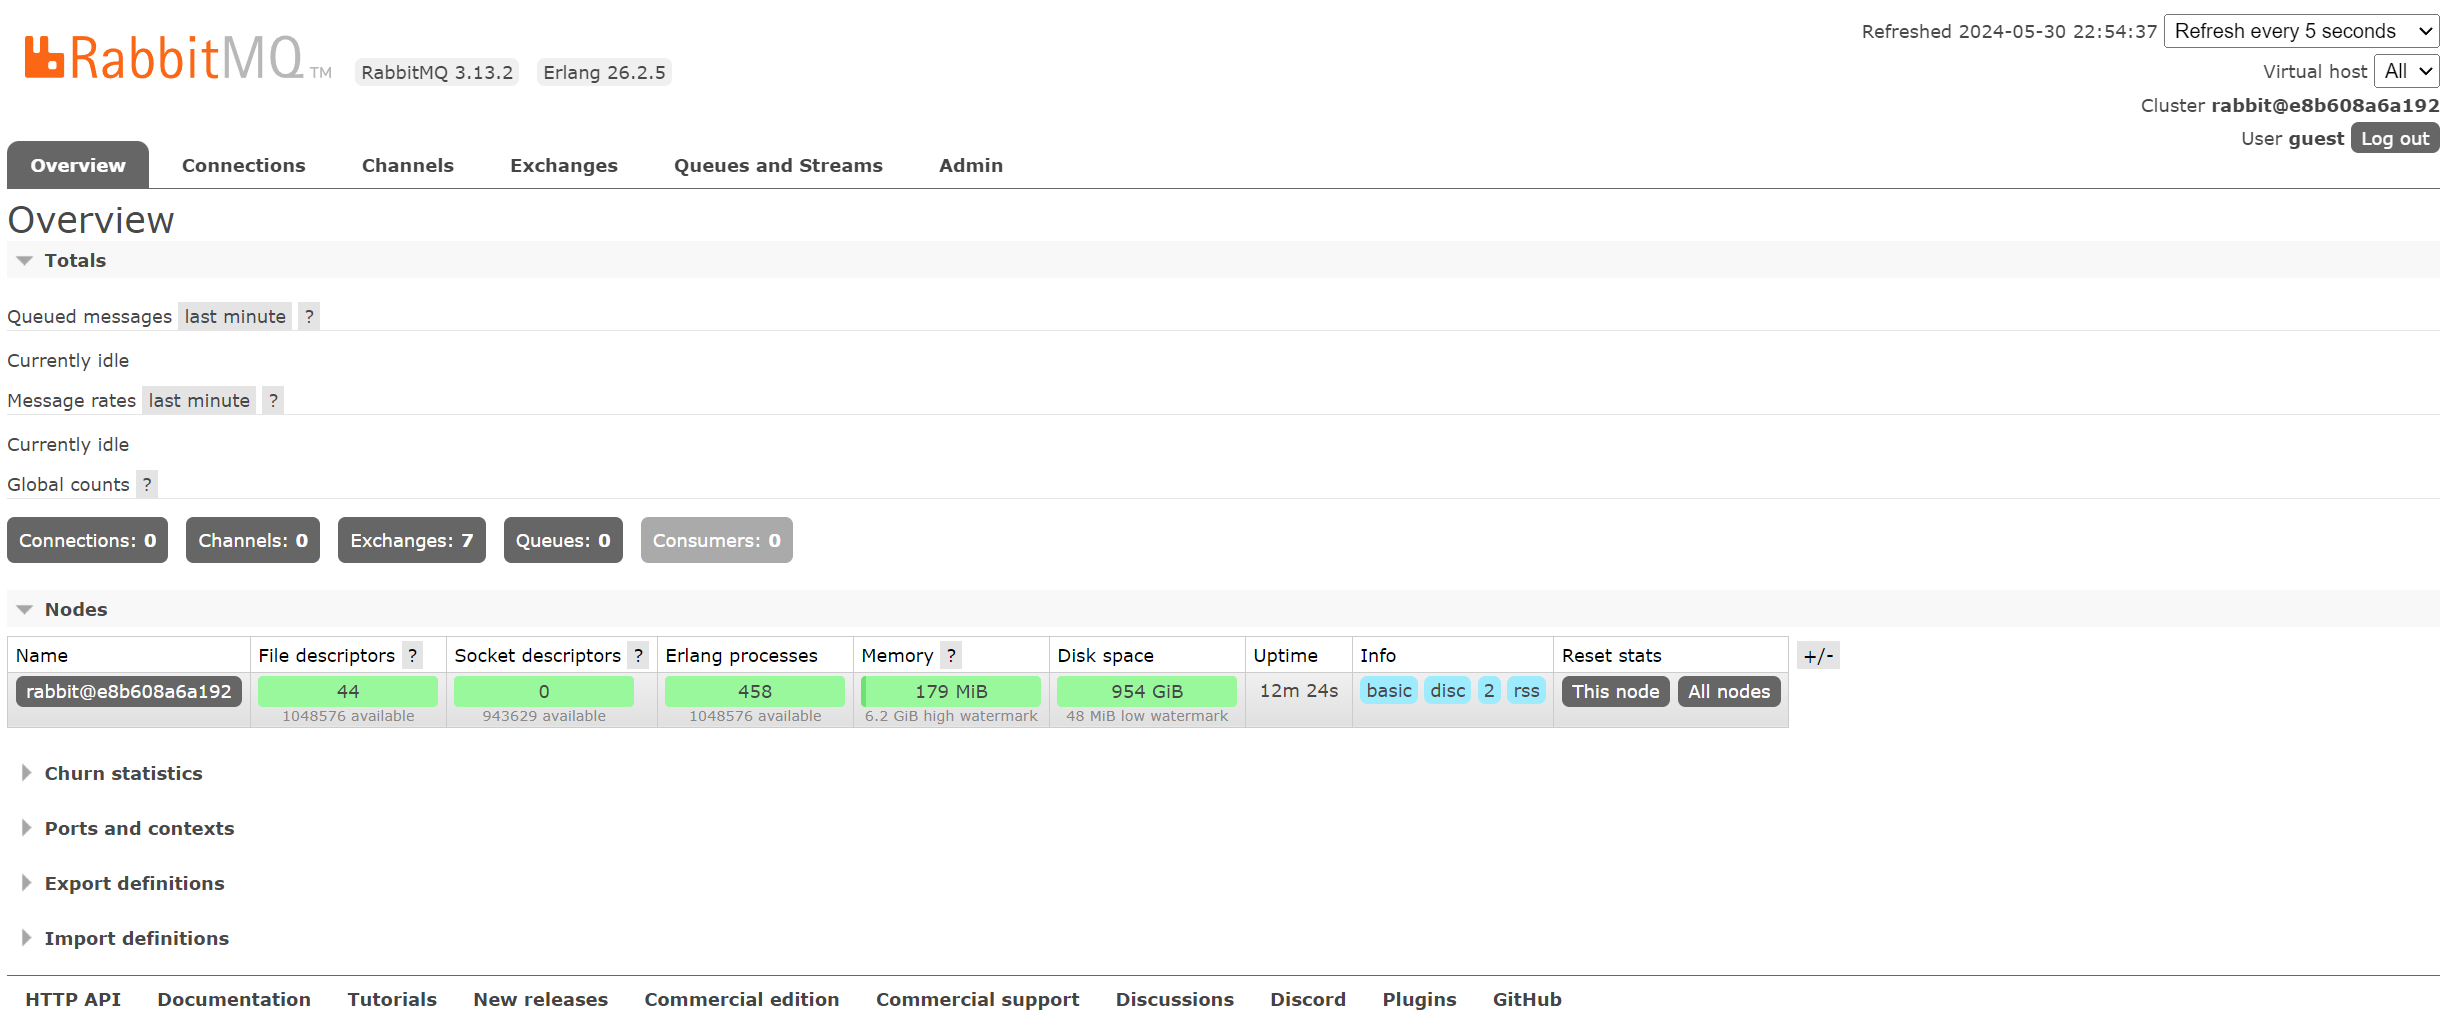 RabbitMQ TM RabbitMQ 3.13.2 Erlang 26.2.5
Refreshed 2024-05-30 22:54:37 Refresh every 5 seconds
Virtual host All
Cluster rabbit@e8b608a6a192
User guest Log out
Overview Connections Channels Exchanges Queues and Streams Admin
Overview
Totals
Queued messages last minute ?
Currently idle
Message rates last minute ?
Currently idle
Global counts ?
Connections: 0 Channels: 0 Exchanges: 7 Queues: 0 Consumers: 0
Nodes
Name File descriptors ? Socket descriptors ? Erlang processes Memory ? Disk space Uptime Info Reset stats +/-
rabbit@e8b608a6a192 44 0 458 179 MiB 954 GiB 12m 24s basic disc 2 rss This node All nodes
1048576 available 943629 available 1048576 available 6.2 GiB high watermark 48 MiB low watermark
Churn statistics
Ports and contexts
Export definitions
Import definitions
HTTP API Documentation Tutorials New releases Commercial edition Commercial support Discussions Discord Plugins GitHub